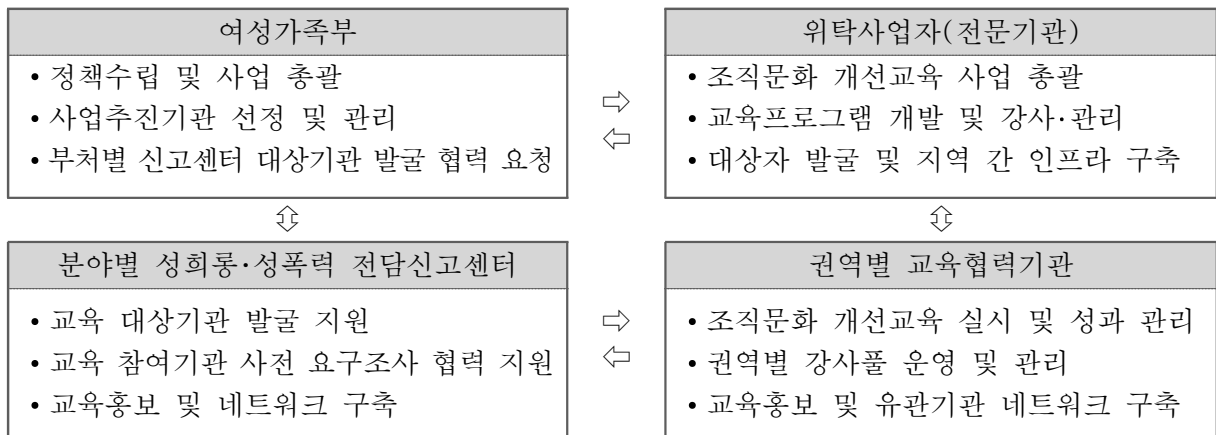 여성가족부
• 정책수립 및 사업 총괄
• 사업추진기관 선정 및 관리
• 부처별 신고센터 대상기관 발굴 협력 요청
⇨
⇦
위탁사업자(전문기관)
• 조직문화 개선교육 사업 총괄
• 교육프로그램 개발 및 강사·관리
• 대상자 발굴 및 지역 간 인프라 구축
⇕
⇕
분야별 성희롱·성폭력 전담신고센터
• 교육 대상기관 발굴 지원
• 교육 참여기관 사전 요구조사 협력 지원
• 교육홍보 및 네트워크 구축
⇨
⇦
권역별 교육협력기관
• 조직문화 개선교육 실시 및 성과 관리
• 권역별 강사풀 운영 및 관리
• 교육홍보 및 유관기관 네트워크 구축